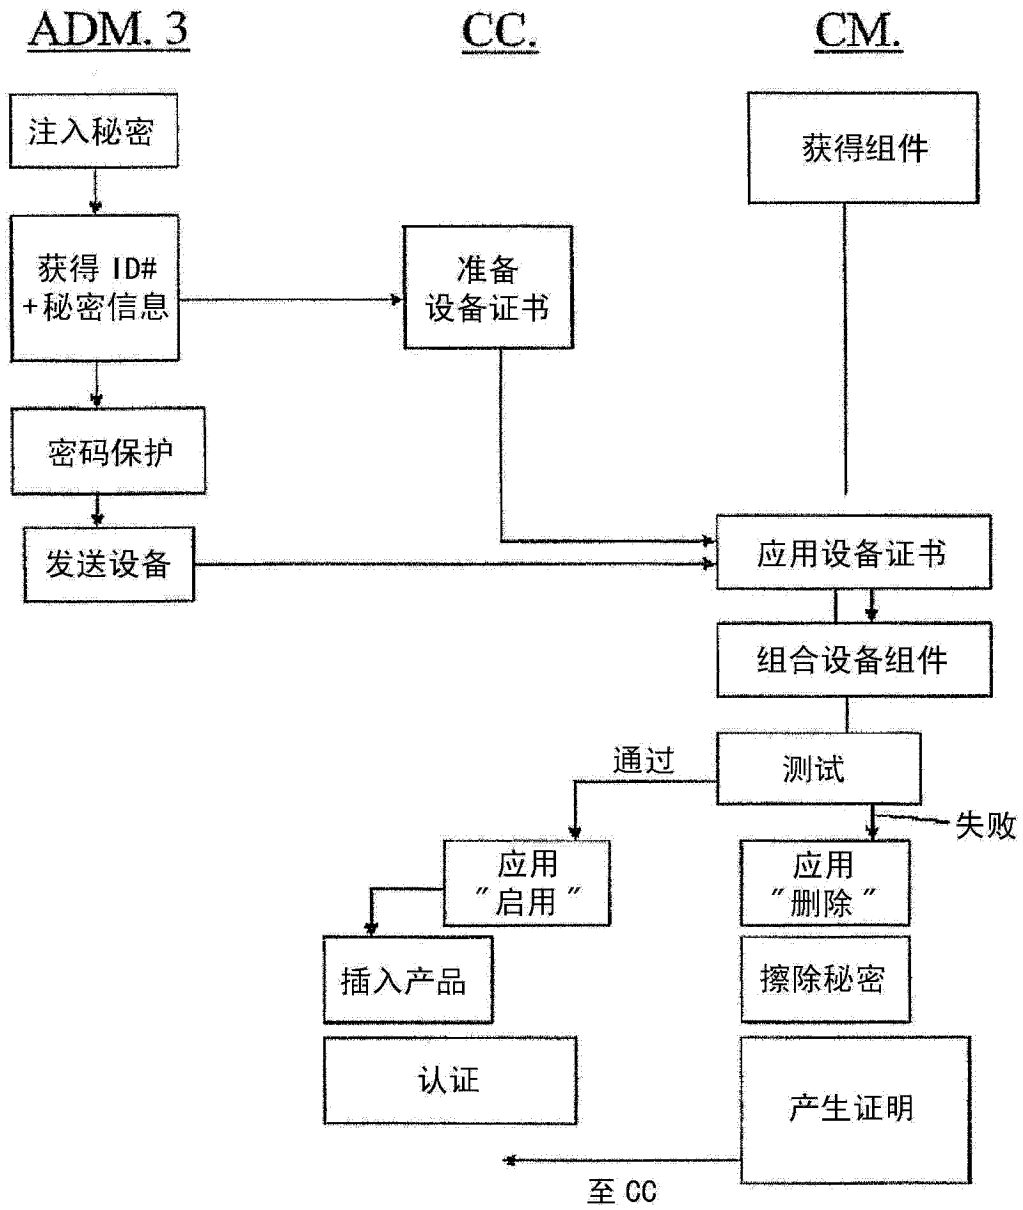 ADM. 3
CC.
CM.
注入秘密
获得组件
获得 ID#
+秘密信息
准备
设备证书
密码保护
发送设备
应用设备证书
组合设备组件
测试
通过
失败
应用
"启用"
应用
"删除"
插入产品
擦除秘密
认证
产生证明
至 CC